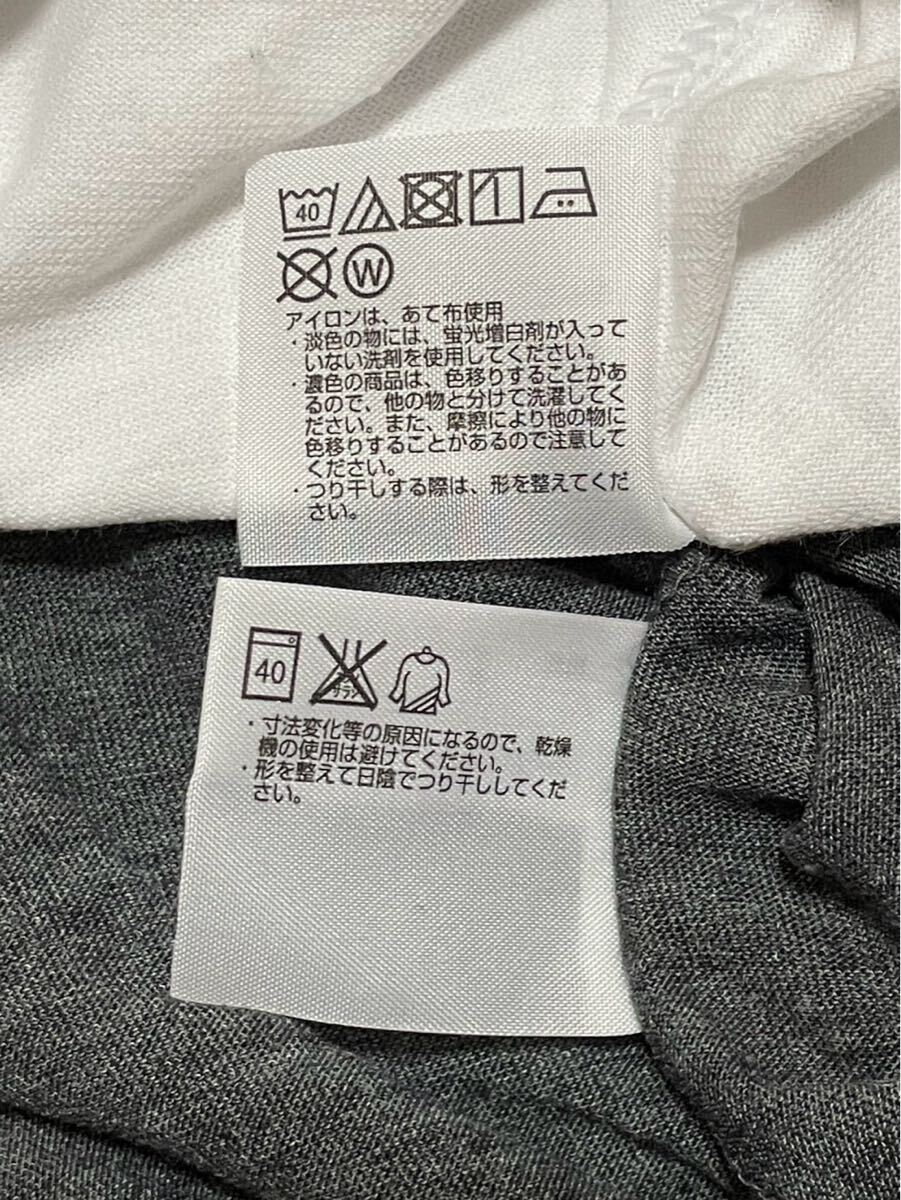 40
W
アイロンは、あて布使用
・淡色の物には、蛍光増白剤が入って
いない洗剤を使用してください。
・濃色の商品は、色移りすることがあ
るので、他の物と分けて洗濯してく
ださい。また、摩擦により他の物に
色移りすることがあるので注意して
ください。
・つり干しする際は、形を整えてくだ
さい。
40
サラシ
・寸法変化等の原因になるので、乾燥
機の使用は避けてください。
・形を整えて日陰でつり干ししてくだ
さい。